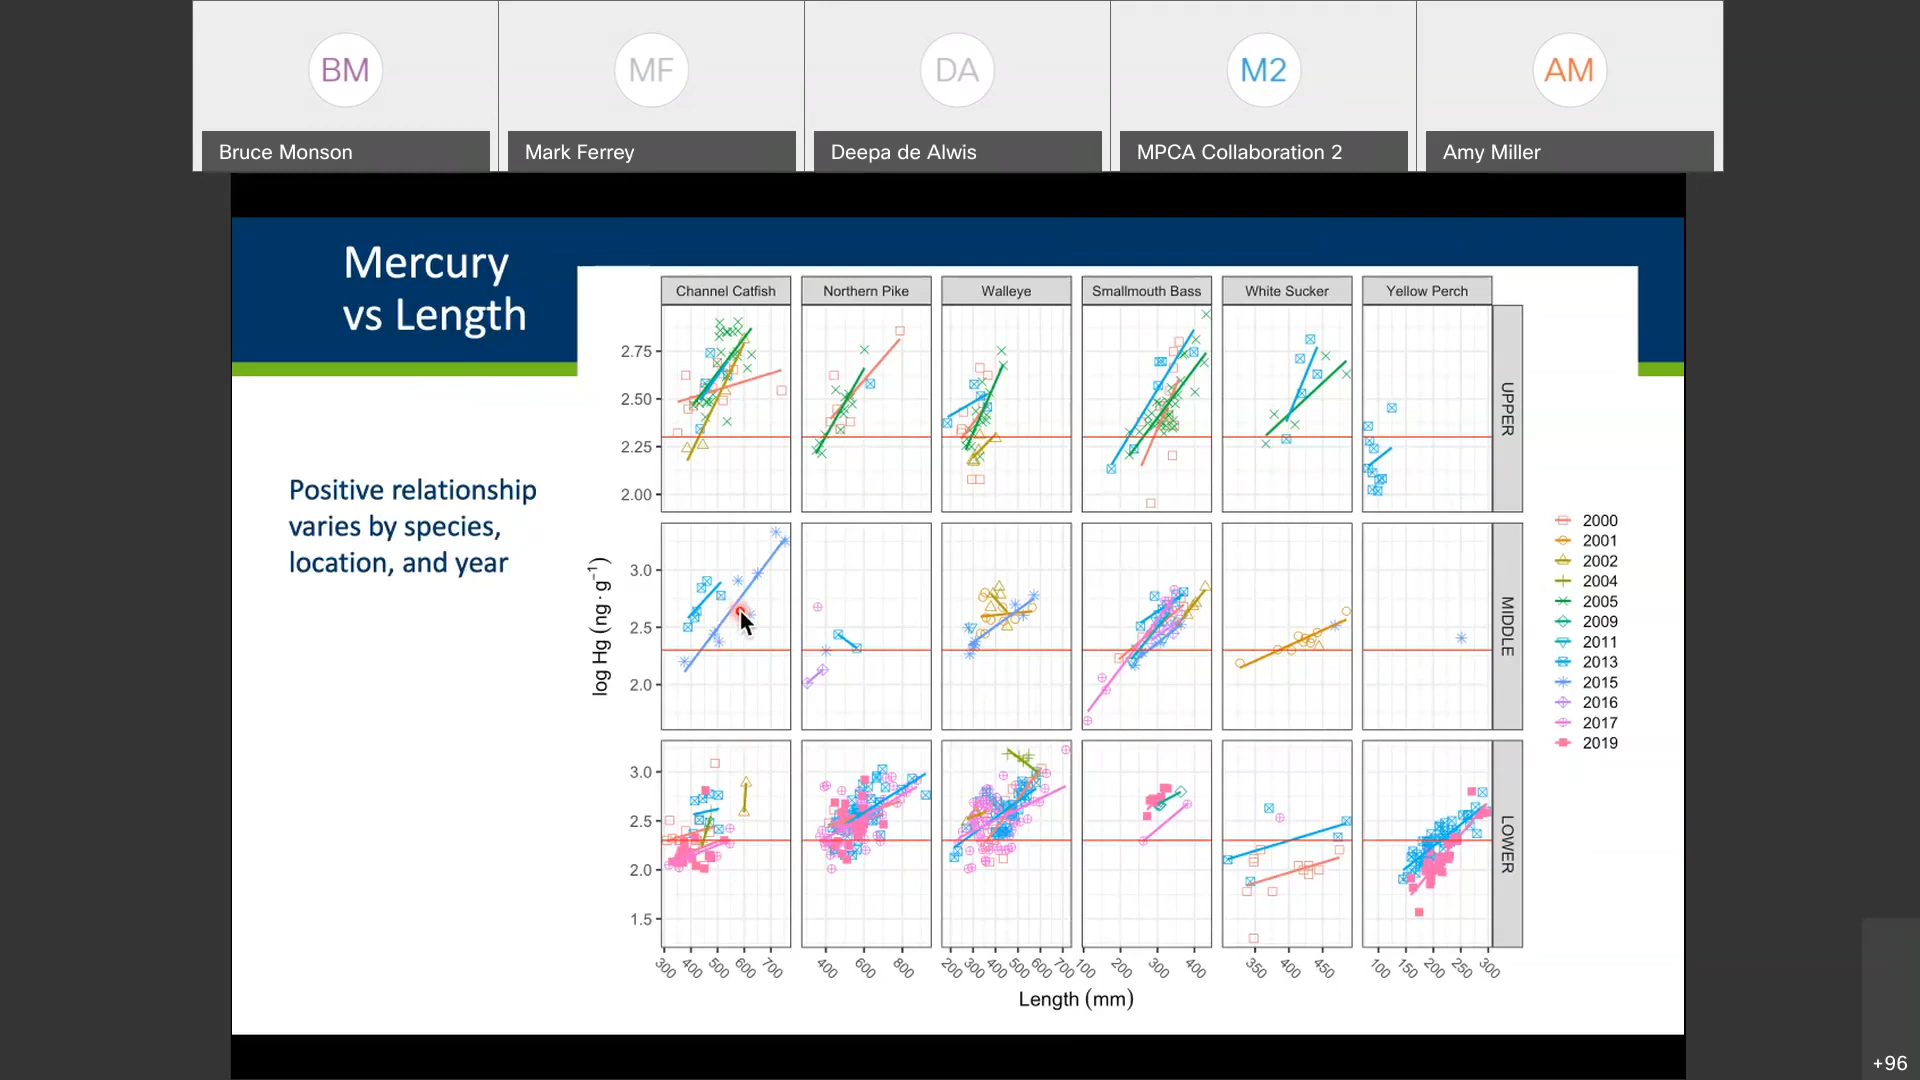 BM
MF
DA
M2
AM
Bruce Monson
Mark Ferrey
Deepa de Alwis
MPCA Collaboration 2
Amy Miller
Mercury
vs Length
Positive relationship
varies by species,
location, and year
Channel Catfish
Northern Pike
Walleye
Smallmouth Bass
White Sucker
Yellow Perch
2.75
2.50
2.25
2.00
UPPER
3.0
2.5
2.0
MIDDLE
3.0
2.5
2.0
1.5
LOWER
log Hg (ng · g⁻¹)
300 400 500 600 700
400 600 800
200 300 400 500 600 700
100 200 300 400
350 400 450
100 150 200 250 300
Length (mm)
2000
2001
2002
2004
2005
2009
2011
2013
2015
2016
2017
2019
+96